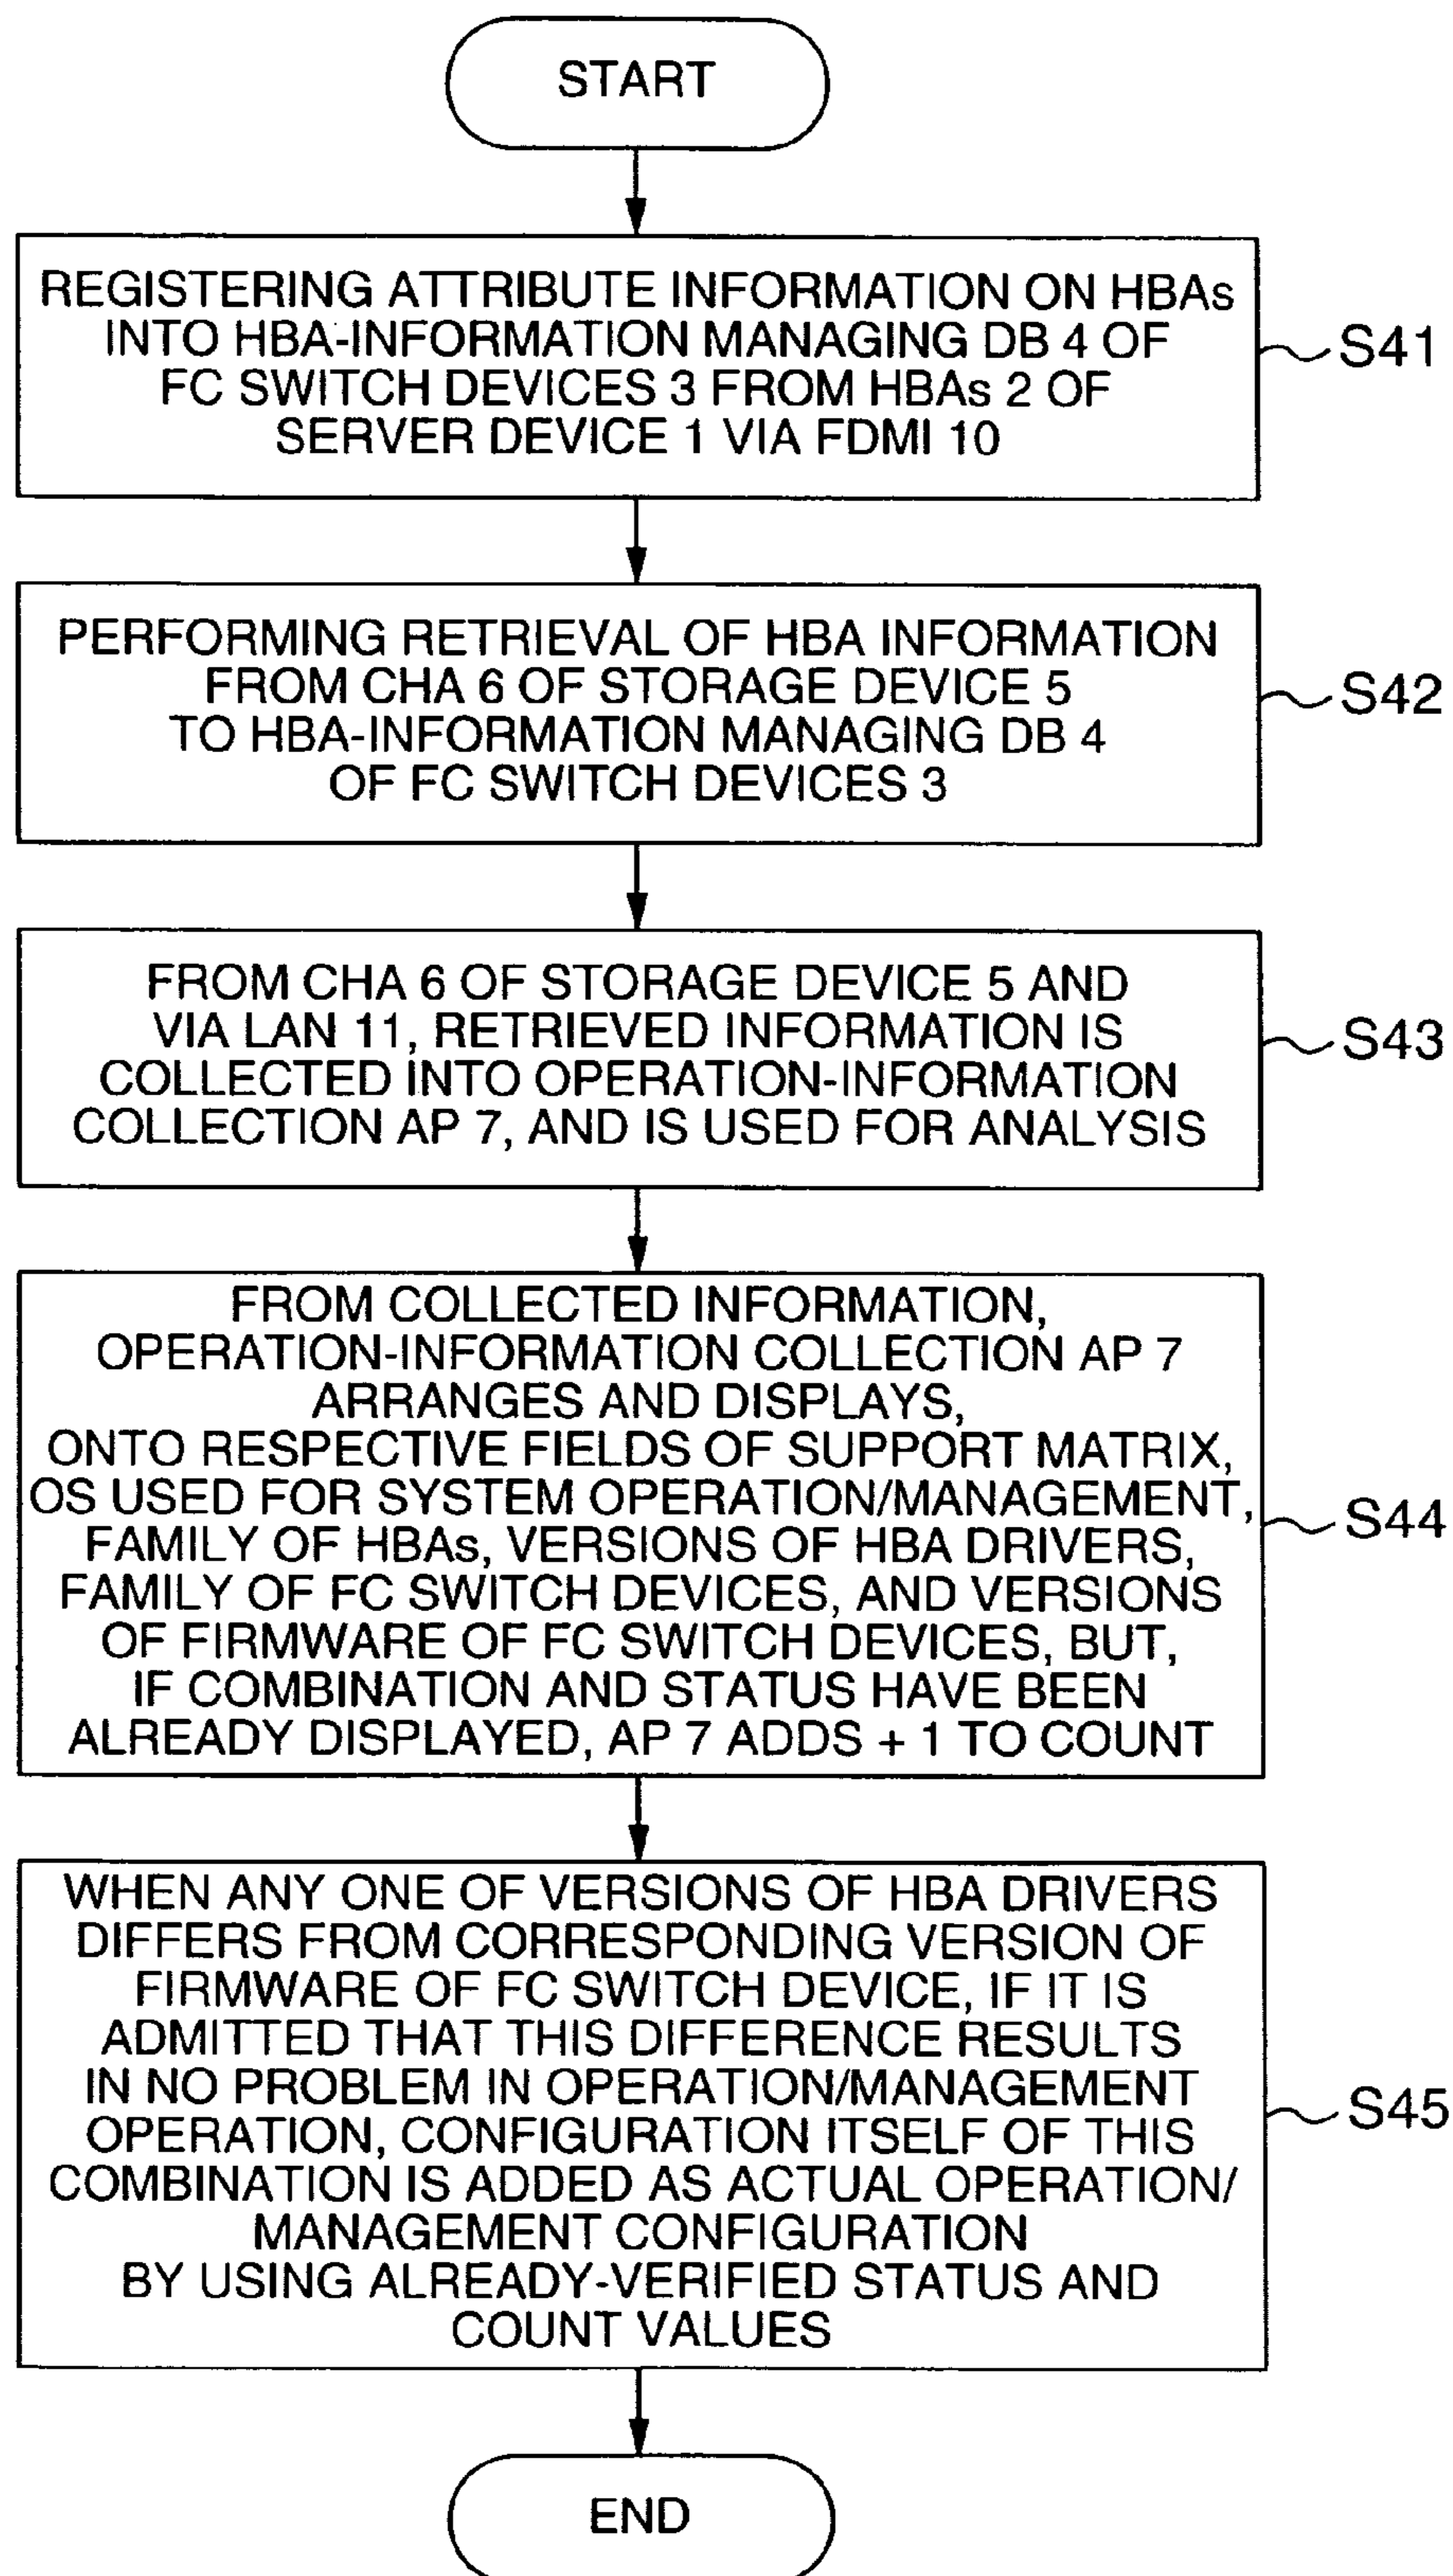 START
REGISTERING ATTRIBUTE INFORMATION ON HBAs
INTO HBA-INFORMATION MANAGING DB 4 OF
FC SWITCH DEVICES 3 FROM HBAs 2 OF
SERVER DEVICE 1 VIA FDMI 10
S41
PERFORMING RETRIEVAL OF HBA INFORMATION
FROM CHA 6 OF STORAGE DEVICE 5
TO HBA-INFORMATION MANAGING DB 4
OF FC SWITCH DEVICES 3
S42
FROM CHA 6 OF STORAGE DEVICE 5 AND
VIA LAN 11, RETRIEVED INFORMATION IS
COLLECTED INTO OPERATION-INFORMATION
COLLECTION AP 7, AND IS USED FOR ANALYSIS
S43
FROM COLLECTED INFORMATION,
OPERATION-INFORMATION COLLECTION AP 7
ARRANGES AND DISPLAYS,
ONTO RESPECTIVE FIELDS OF SUPPORT MATRIX,
OS USED FOR SYSTEM OPERATION/MANAGEMENT,
FAMILY OF HBAs, VERSIONS OF HBA DRIVERS,
FAMILY OF FC SWITCH DEVICES, AND VERSIONS
OF FIRMWARE OF FC SWITCH DEVICES, BUT,
IF COMBINATION AND STATUS HAVE BEEN
ALREADY DISPLAYED, AP 7 ADDS + 1 TO COUNT
S44
WHEN ANY ONE OF VERSIONS OF HBA DRIVERS
DIFFERS FROM CORRESPONDING VERSION OF
FIRMWARE OF FC SWITCH DEVICE, IF IT IS
ADMITTED THAT THIS DIFFERENCE RESULTS
IN NO PROBLEM IN OPERATION/MANAGEMENT
OPERATION, CONFIGURATION ITSELF OF THIS
COMBINATION IS ADDED AS ACTUAL OPERATION/
MANAGEMENT CONFIGURATION
BY USING ALREADY-VERIFIED STATUS AND
COUNT VALUES
S45
END